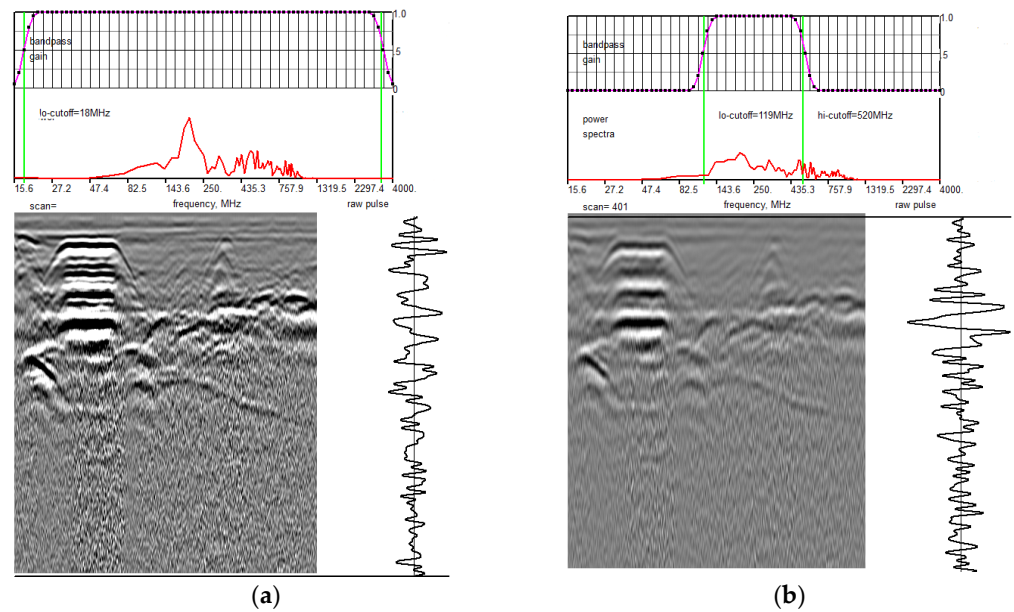 1.0
bandpass
gain
.5
0
lo-cutoff=18MHz
15.6 27.2 47.4 82.5 143.6 250. 435.3 757.9 1319.5 2297.4 4000.
scan= frequency, MHz raw pulse
(a)
1.0
bandpass
gain
.5
0
power
spectra
lo-cutoff=119MHz hi-cutoff=520MHz
15.6 27.2 47.4 82.5 143.6 250. 435.3 757.9 1319.5 2297.4 4000.
scan= 401 frequency, MHz raw pulse
(b)